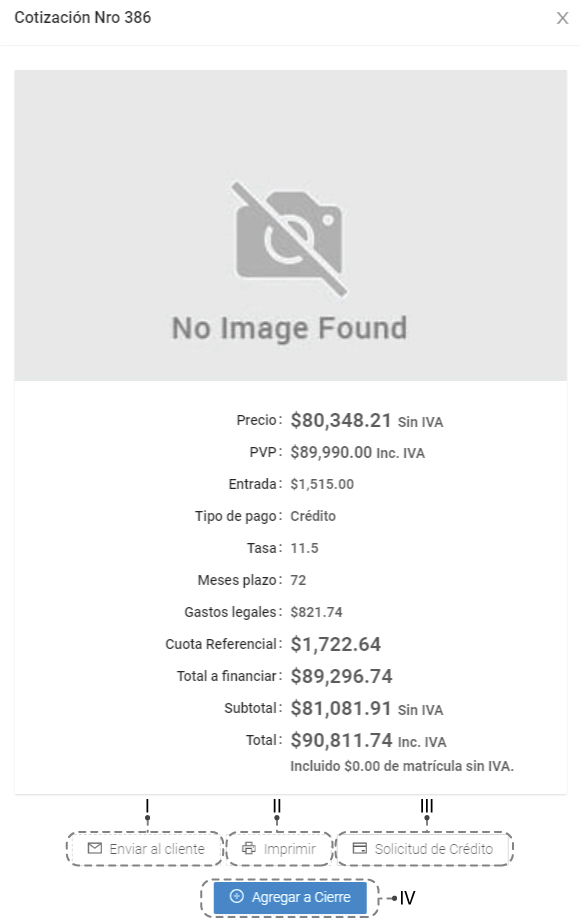 Cotización Nro 386 X
No Image Found
Precio: $80,348.21 Sin IVA
PVP: $89,990.00 Inc. IVA
Entrada: $1,515.00
Tipo de pago: Crédito
Tasa: 11.5
Meses plazo: 72
Gastos legales: $821.74
Cuota Referencial: $1,722.64
Total a financiar: $89,296.74
Subtotal: $81,081.91 Sin IVA
Total: $90,811.74 Inc. IVA
Incluido $0.00 de matrícula sin IVA.
I II III
Enviar al cliente Imprimir Solicitud de Crédito
Agregar a Cierre IV